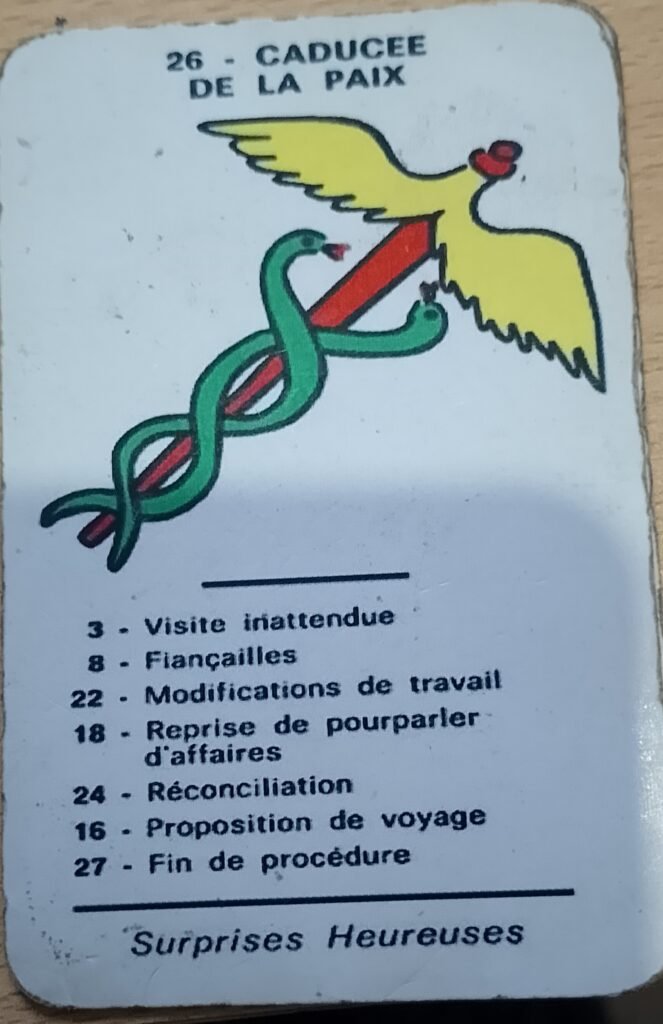 26 - CADUCEE
DE LA PAIX
3 - Visite inattendue
8 - Fiançailles
22 - Modifications de travail
18 - Reprise de pourparler
d'affaires
24 - Réconciliation
16 - Proposition de voyage
27 - Fin de procédure
Surprises Heureuses